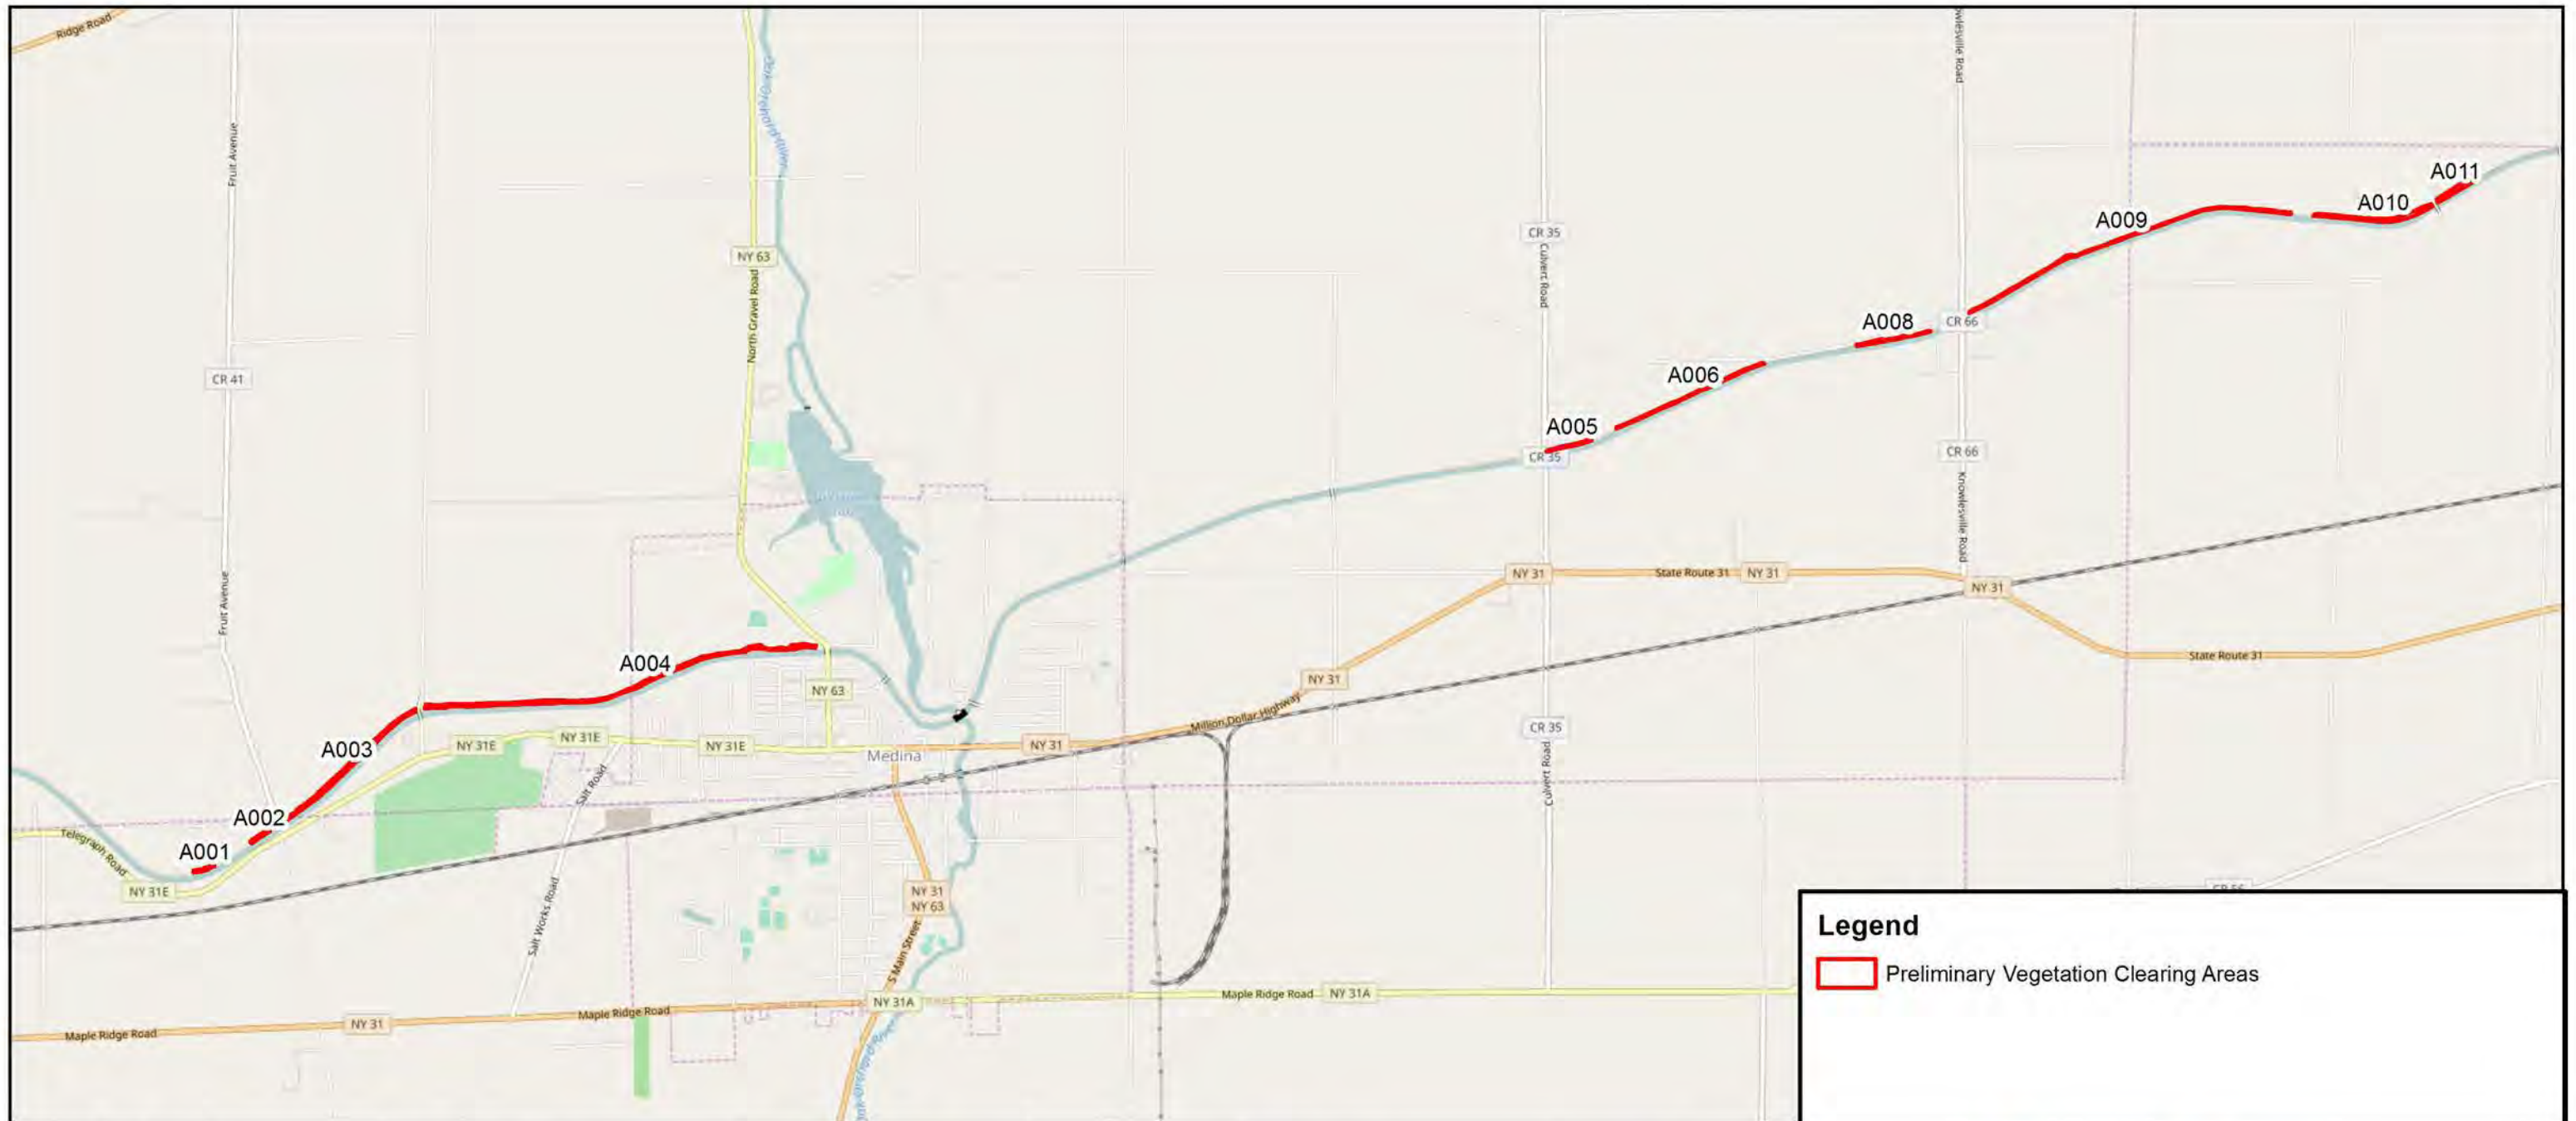 Ridge Road
Fruit Avenue
NY 63
North Gravel Road
CR 41
Fruit Avenue
CR 35
Culvert Road
wlesville Road
A011
A010
A009
A008
CR 66
A006
A005
CR 35
CR 66
Knowlesville Road
NY 31
State Route 31
NY 31
NY 31
State Route 31
A004
NY 63
NY 31
A003
NY 31E
NY 31E
NY 31E
Medina
NY 31
Million Dollar Highway
CR 35
Culvert Road
A002
A001
Telegraph Road
NY 31E
Salt Road
Salt Works Road
NY 31
NY 63
S Main Street
NY 31A
Maple Ridge Road
NY 31A
Maple Ridge Road
NY 31
Maple Ridge Road
Legend
Preliminary Vegetation Clearing Areas